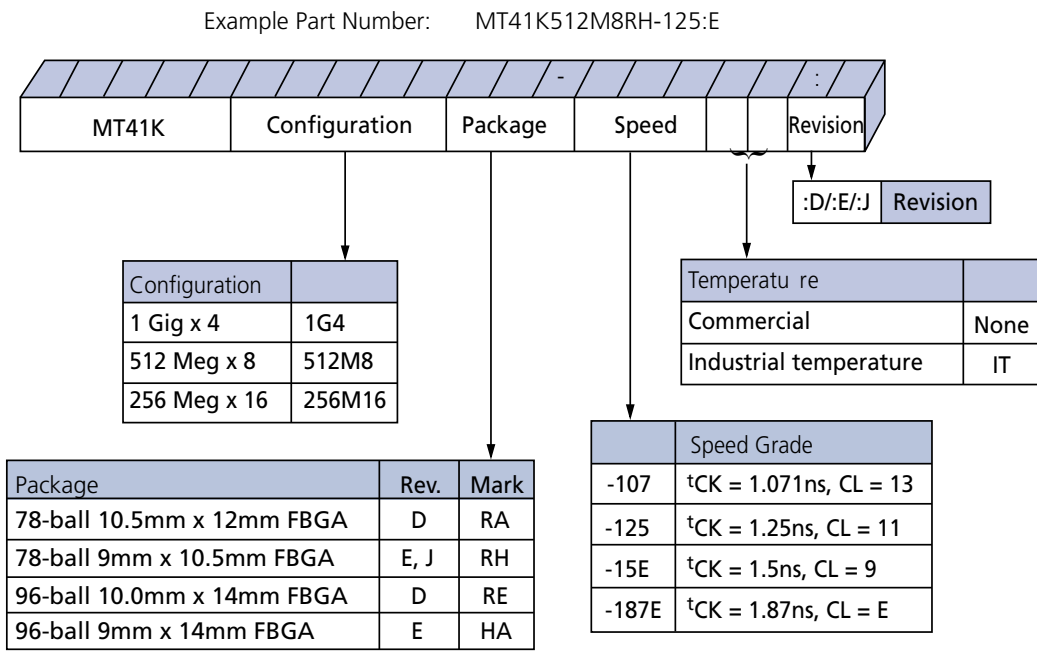 Example Part Number: MT41K512M8RH-125:E
- :
MT41K Configuration Package Speed Revision
:D/:E/:J Revision
Configuration
1 Gig x 4 1G4
512 Meg x 8 512M8
256 Meg x 16 256M16
Temperatu re
Commercial None
Industrial temperature IT
Package Rev. Mark
78-ball 10.5mm x 12mm FBGA D RA
78-ball 9mm x 10.5mm FBGA E, J RH
96-ball 10.0mm x 14mm FBGA D RE
96-ball 9mm x 14mm FBGA E HA
Speed Grade
-107 tCK = 1.071ns, CL = 13
-125 tCK = 1.25ns, CL = 11
-15E tCK = 1.5ns, CL = 9
-187E tCK = 1.87ns, CL = E